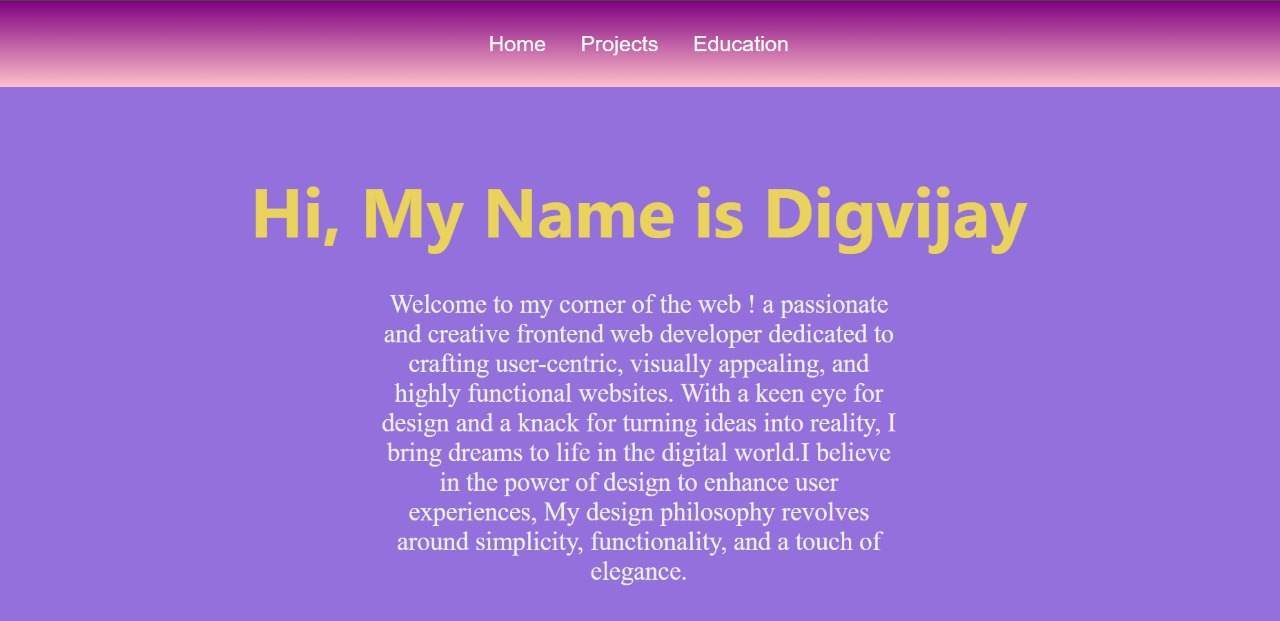 Home Projects Education
Hi, My Name is Digvijay
Welcome to my corner of the web ! a passionate
and creative frontend web developer dedicated to
crafting user-centric, visually appealing, and
highly functional websites. With a keen eye for
design and a knack for turning ideas into reality, I
bring dreams to life in the digital world.I believe
in the power of design to enhance user
experiences, My design philosophy revolves
around simplicity, functionality, and a touch of
elegance.